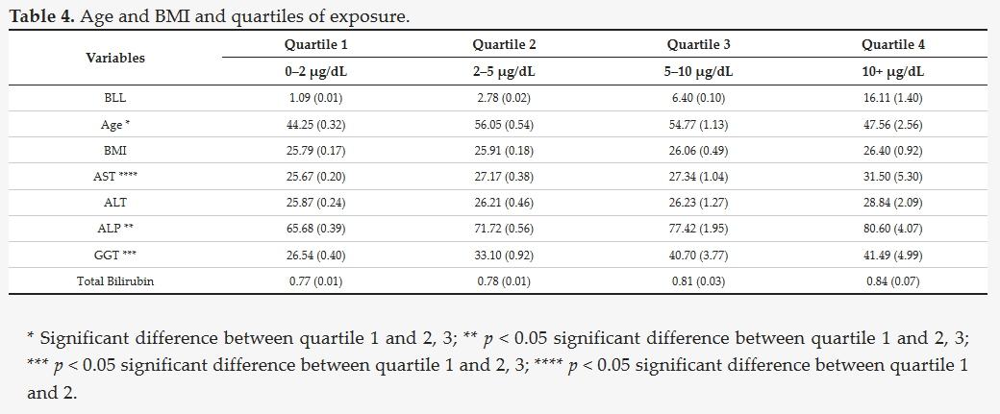 Table 4. Age and BMI and quartiles of exposure.
Variables Quartile 1 Quartile 2 Quartile 3 Quartile 4
0–2 µg/dL 2–5 µg/dL 5–10 µg/dL 10+ µg/dL
BLL 1.09 (0.01) 2.78 (0.02) 6.40 (0.10) 16.11 (1.40)
Age * 44.25 (0.32) 56.05 (0.54) 54.77 (1.13) 47.56 (2.56)
BMI 25.79 (0.17) 25.91 (0.18) 26.06 (0.49) 26.40 (0.92)
AST **** 25.67 (0.20) 27.17 (0.38) 27.34 (1.04) 31.50 (5.30)
ALT 25.87 (0.24) 26.21 (0.46) 26.23 (1.27) 28.84 (2.09)
ALP ** 65.68 (0.39) 71.72 (0.56) 77.42 (1.95) 80.60 (4.07)
GGT *** 26.54 (0.40) 33.10 (0.92) 40.70 (3.77) 41.49 (4.99)
Total Bilirubin 0.77 (0.01) 0.78 (0.01) 0.81 (0.03) 0.84 (0.07)
* Significant difference between quartile 1 and 2, 3; ** p < 0.05 significant difference between quartile 1 and 2, 3;
*** p < 0.05 significant difference between quartile 1 and 2, 3; **** p < 0.05 significant difference between quartile 1
and 2.